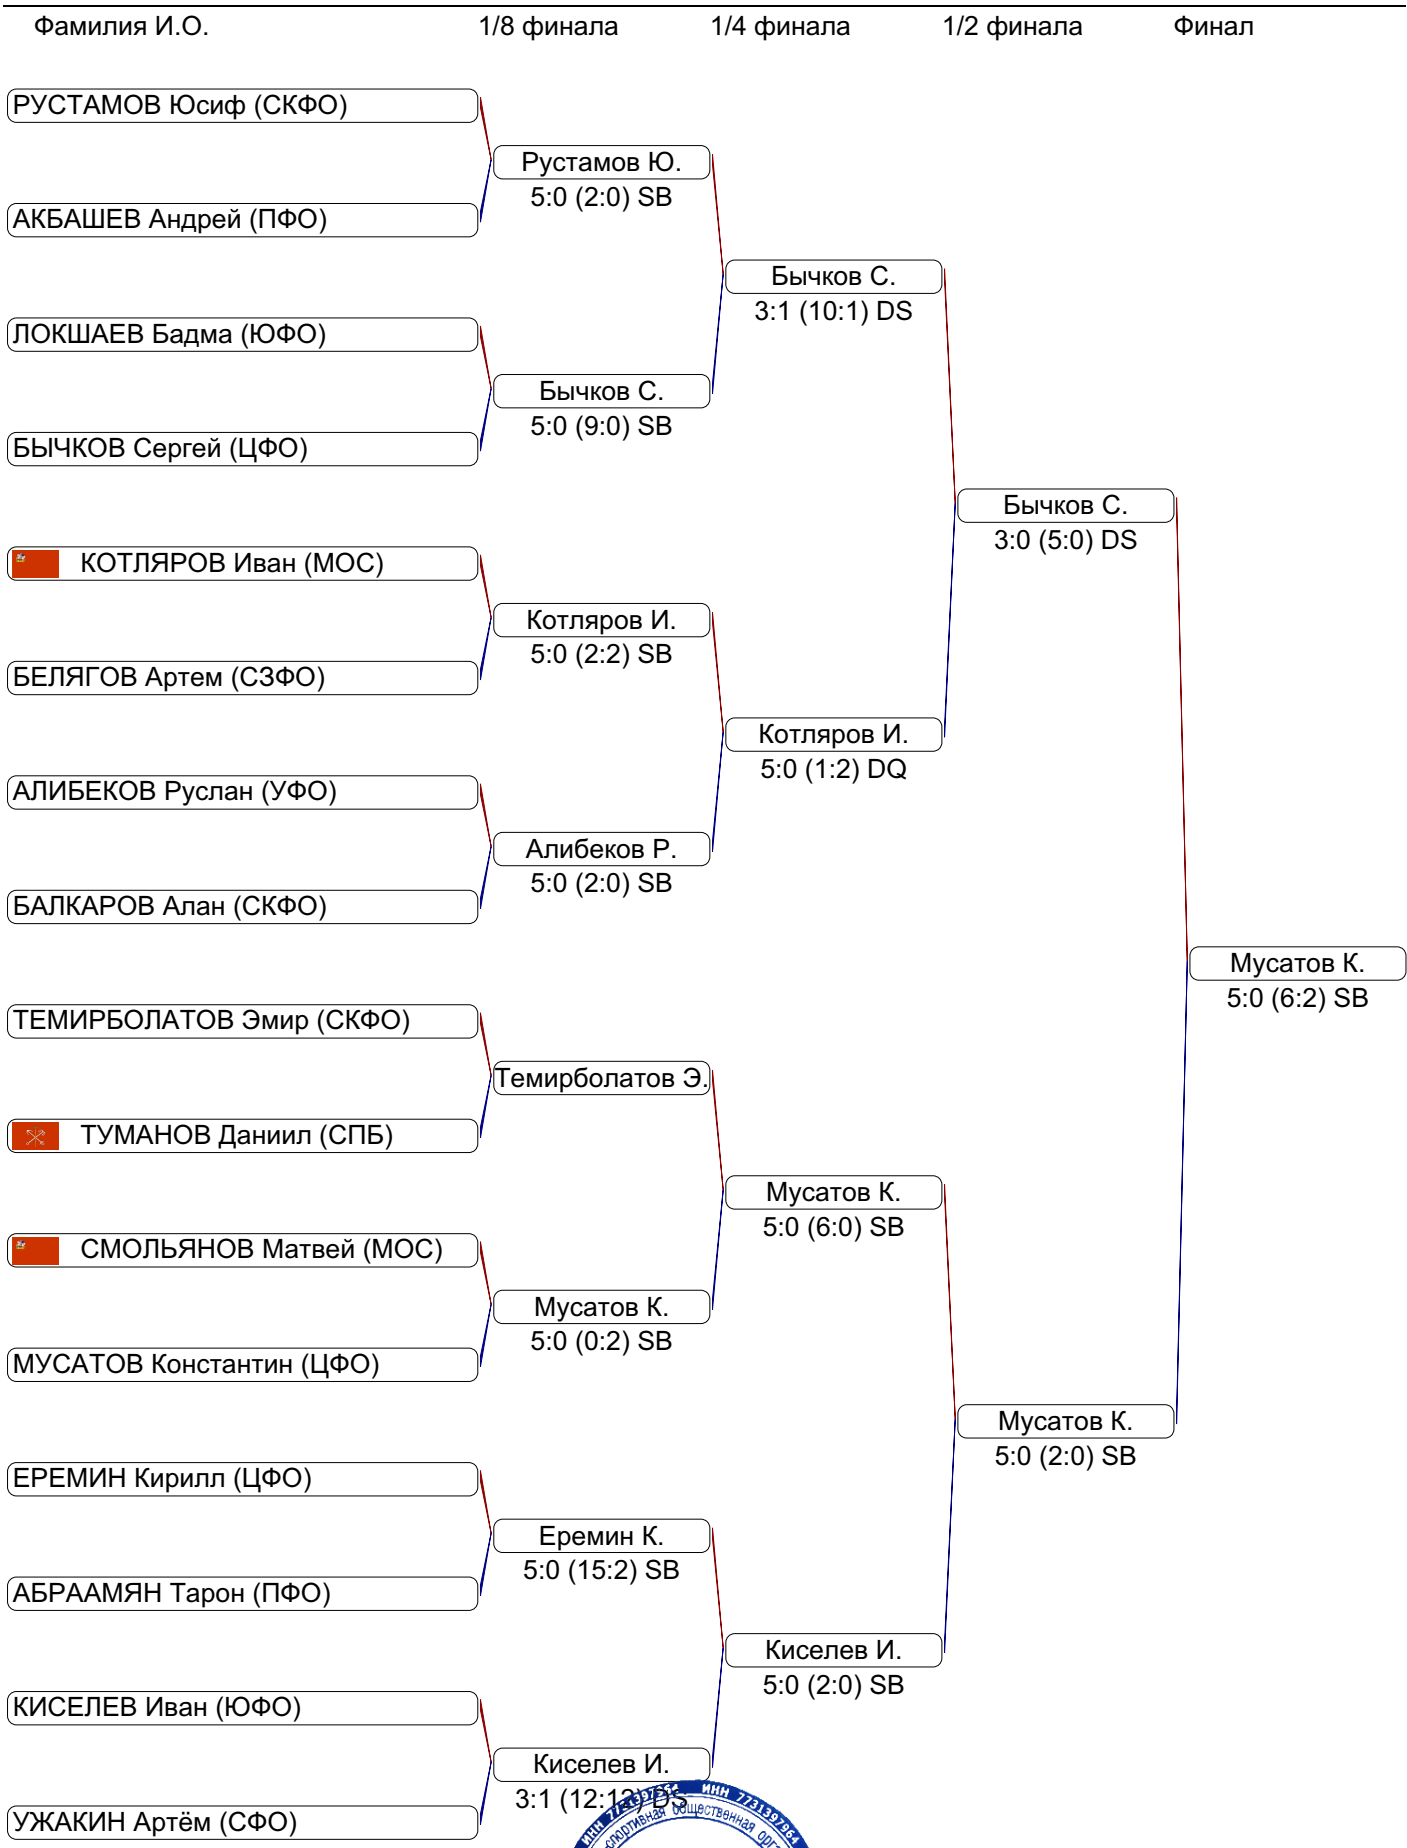 Фамилия И.О. 1/8 финала 1/4 финала 1/2 финала Финал
РУСТАМОВ Юсиф (СКФО)
Рустамов Ю.
5:0 (2:0) SB
АКБАШЕВ Андрей (ПФО)
Бычков С.
3:1 (10:1) DS
ЛОКШАЕВ Бадма (ЮФО)
Бычков С.
5:0 (9:0) SB
БЫЧКОВ Сергей (ЦФО)
Бычков С.
3:0 (5:0) DS
КОТЛЯРОВ Иван (МОС)
Котляров И.
5:0 (2:2) SB
БЕЛЯГОВ Артем (СЗФО)
Котляров И.
5:0 (1:2) DQ
АЛИБЕКОВ Руслан (УФО)
Алибеков Р.
5:0 (2:0) SB
БАЛКАРОВ Алан (СКФО)
Мусатов К.
5:0 (6:2) SB
ТЕМИРБОЛАТОВ Эмир (СКФО)
Темирболатов Э.
ТУМАНОВ Даниил (СПБ)
Мусатов К.
5:0 (6:0) SB
СМОЛЬЯНОВ Матвей (МОС)
Мусатов К.
5:0 (0:2) SB
МУСАТОВ Константин (ЦФО)
Мусатов К.
5:0 (2:0) SB
ЕРЕМИН Кирилл (ЦФО)
Еремин К.
5:0 (15:2) SB
АБРААМЯН Тарон (ПФО)
Киселев И.
5:0 (2:0) SB
КИСЕЛЕВ Иван (ЮФО)
Киселев И.
3:1 (12:12) DS
УЖАКИН Артём (СФО)
ИНН 7731397964
общественная